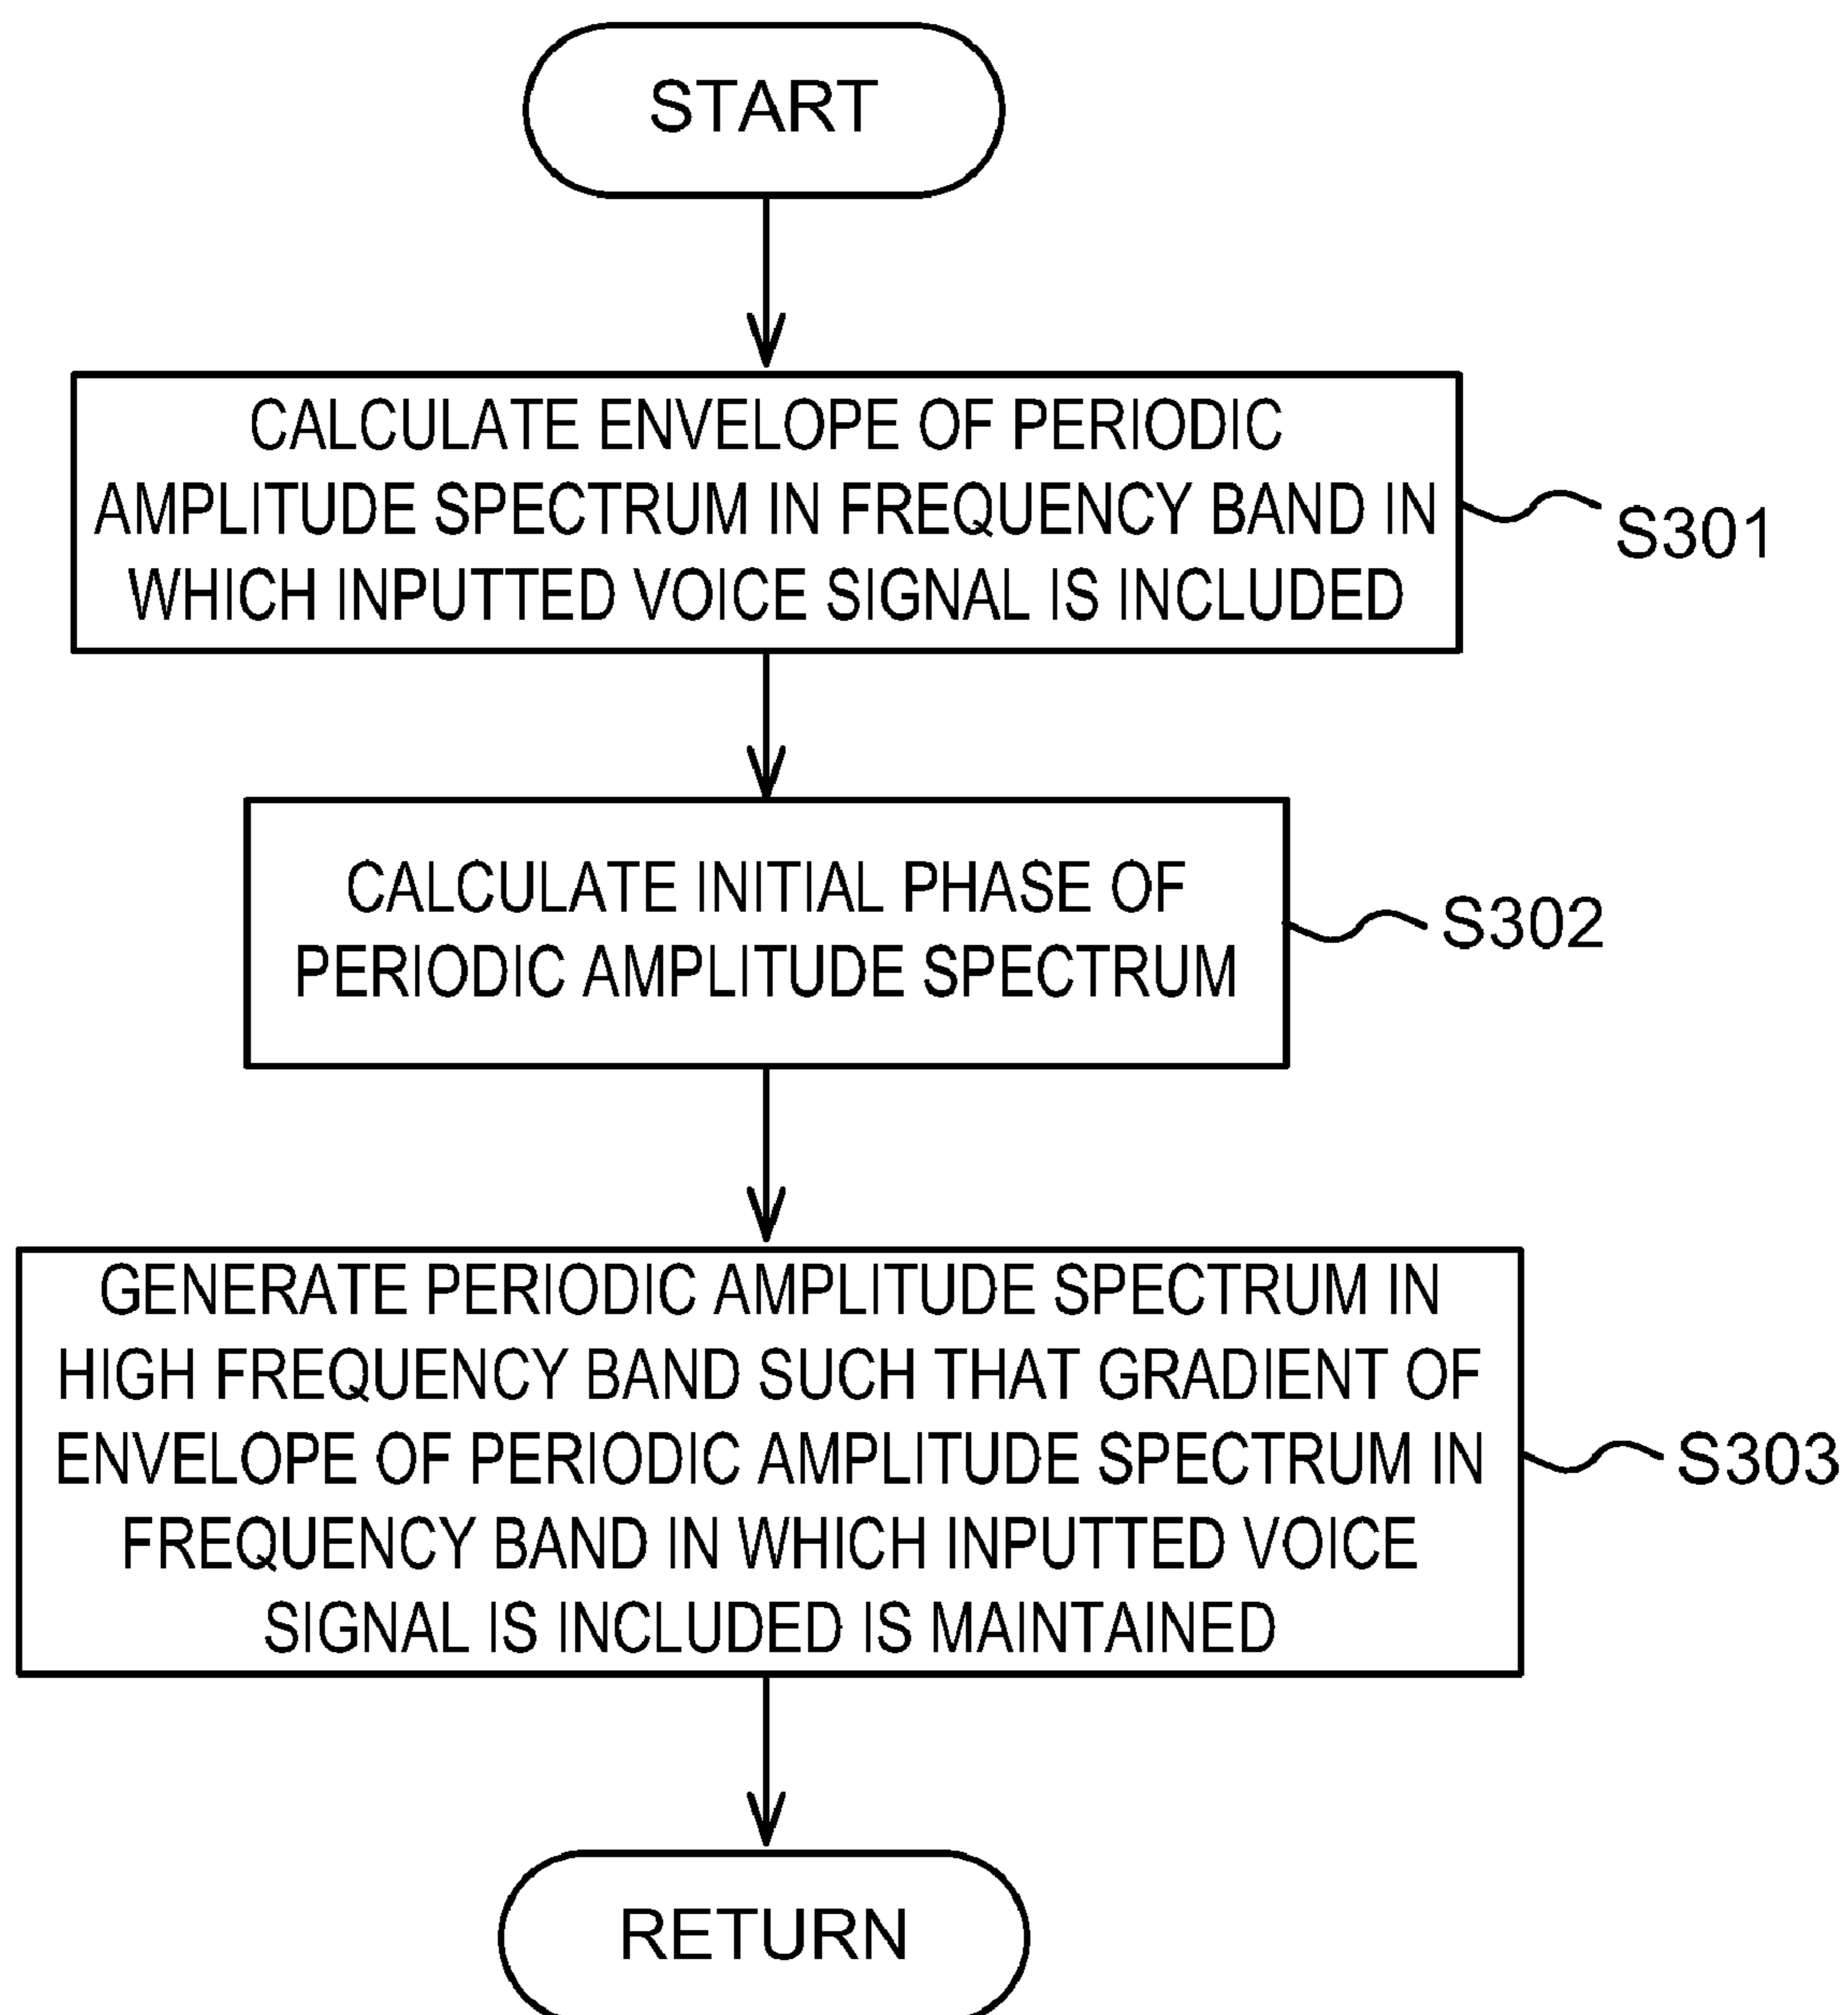 START
CALCULATE ENVELOPE OF PERIODIC
AMPLITUDE SPECTRUM IN FREQUENCY BAND IN
WHICH INPUTTED VOICE SIGNAL IS INCLUDED
S301
CALCULATE INITIAL PHASE OF
PERIODIC AMPLITUDE SPECTRUM
S302
GENERATE PERIODIC AMPLITUDE SPECTRUM IN
HIGH FREQUENCY BAND SUCH THAT GRADIENT OF
ENVELOPE OF PERIODIC AMPLITUDE SPECTRUM IN
FREQUENCY BAND IN WHICH INPUTTED VOICE
SIGNAL IS INCLUDED IS MAINTAINED
S303
RETURN